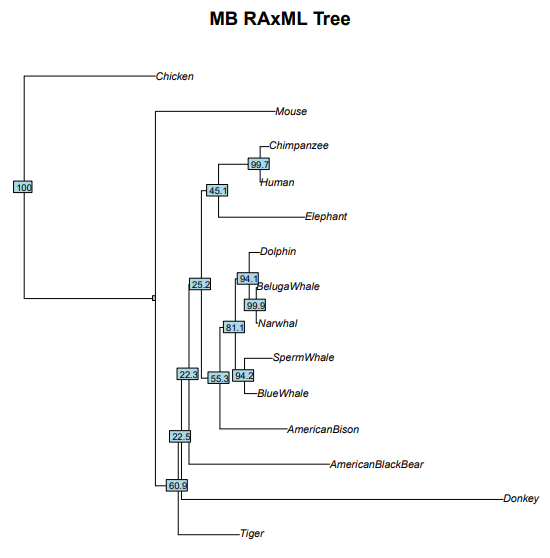 MB RAxML Tree
Chicken
Mouse
Chimpanzee
99.7
Human
100
45.1
Elephant
Dolphin
94.1
25.2
BelugaWhale
99.9
Narwhal
81.1
SpermWhale
22.3
55.3
94.2
BlueWhale
AmericanBison
22.5
AmericanBlackBear
60.9
Donkey
Tiger